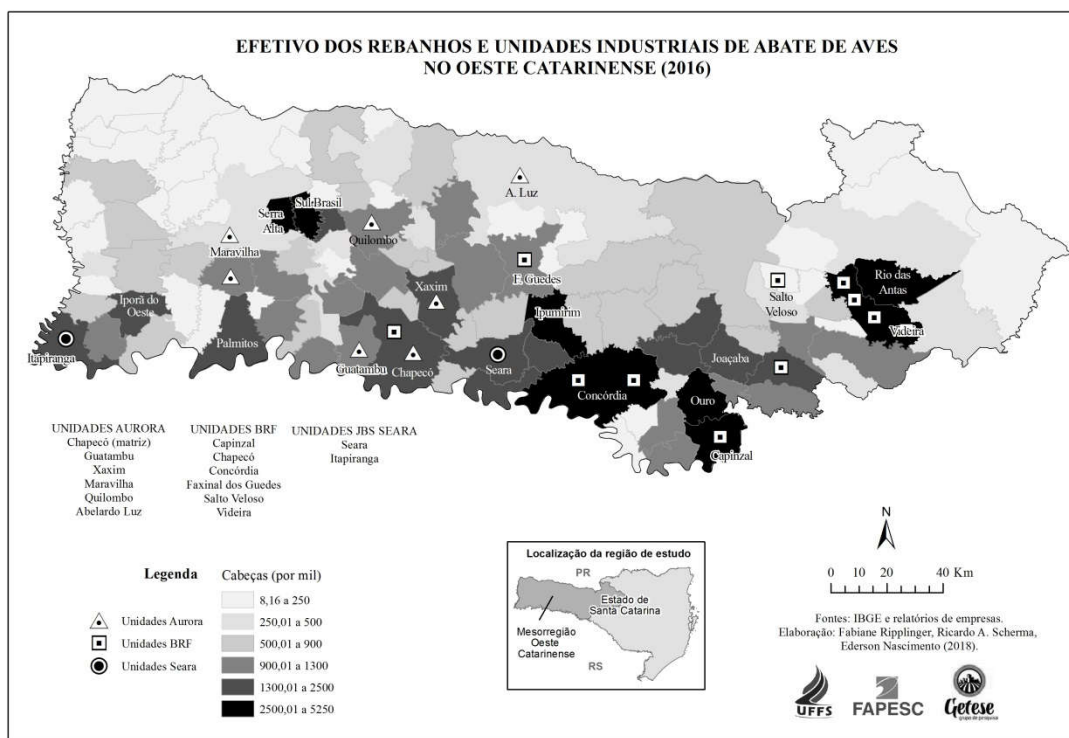 EFETIVO DOS REBANHOS E UNIDADES INDUSTRIAIS DE ABATE DE AVES
NO OESTE CATARINENSE (2016)
A. Luz
Serra
Alta
Sul Brasil
Quilombo
Maravilha
F. Guedes
Xaxim
Iporã do
Oeste
Itapiranga
Palmitos
Guatambu
Chapecó
Seara
Ipumirim
Concórdia
Ouro
Capinzal
Joaçaba
Salto
Veloso
Rio das
Antas
Videira
UNIDADES AURORA
Chapecó (matriz)
Guatambu
Xaxim
Maravilha
Quilombo
Abelardo Luz
UNIDADES BRF
Capinzal
Chapecó
Concórdia
Faxinal dos Guedes
Salto Veloso
Videira
UNIDADES JBS SEARA
Seara
Itapiranga
Legenda
Unidades Aurora
Unidades BRF
Unidades Seara
Cabeças (por mil)
8,16 a 250
250,01 a 500
500,01 a 900
900,01 a 1300
1300,01 a 2500
2500,01 a 5250
Localização da região de estudo
PR
Estado de
Santa Catarina
Mesorregião
Oeste
Catarinense
RS
N
0 10 20 40 Km
Fontes: IBGE e relatórios de empresas.
Elaboração: Fabiane Ripplinger, Ricardo A. Scherma,
Ederson Nascimento (2018).
UFFS
FAPESC
Getese
grupo de pesquisa